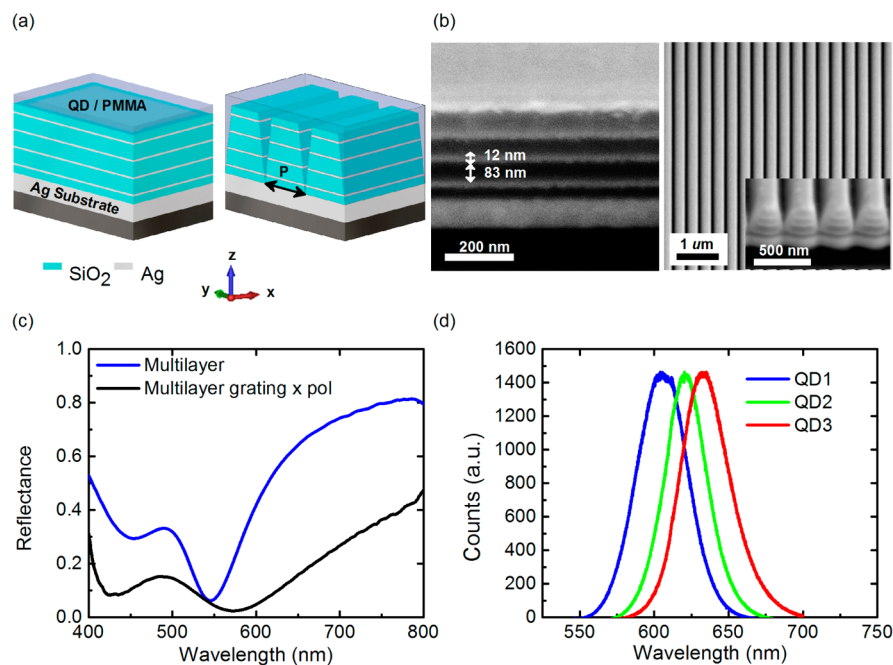 (a)
QD / PMMA
P
Ag Substrate
SiO2
Ag
z
y
x
(b)
12 nm
83 nm
200 nm
1 um
500 nm
(c)
1.0
0.8
0.6
0.4
0.2
0.0
Reflectance
Multilayer
Multilayer grating x pol
400
500
600
700
800
Wavelength (nm)
(d)
1600
1400
1200
1000
800
600
400
200
0
Counts (a.u.)
QD1
QD2
QD3
550
600
650
700
750
Wavelength (nm)